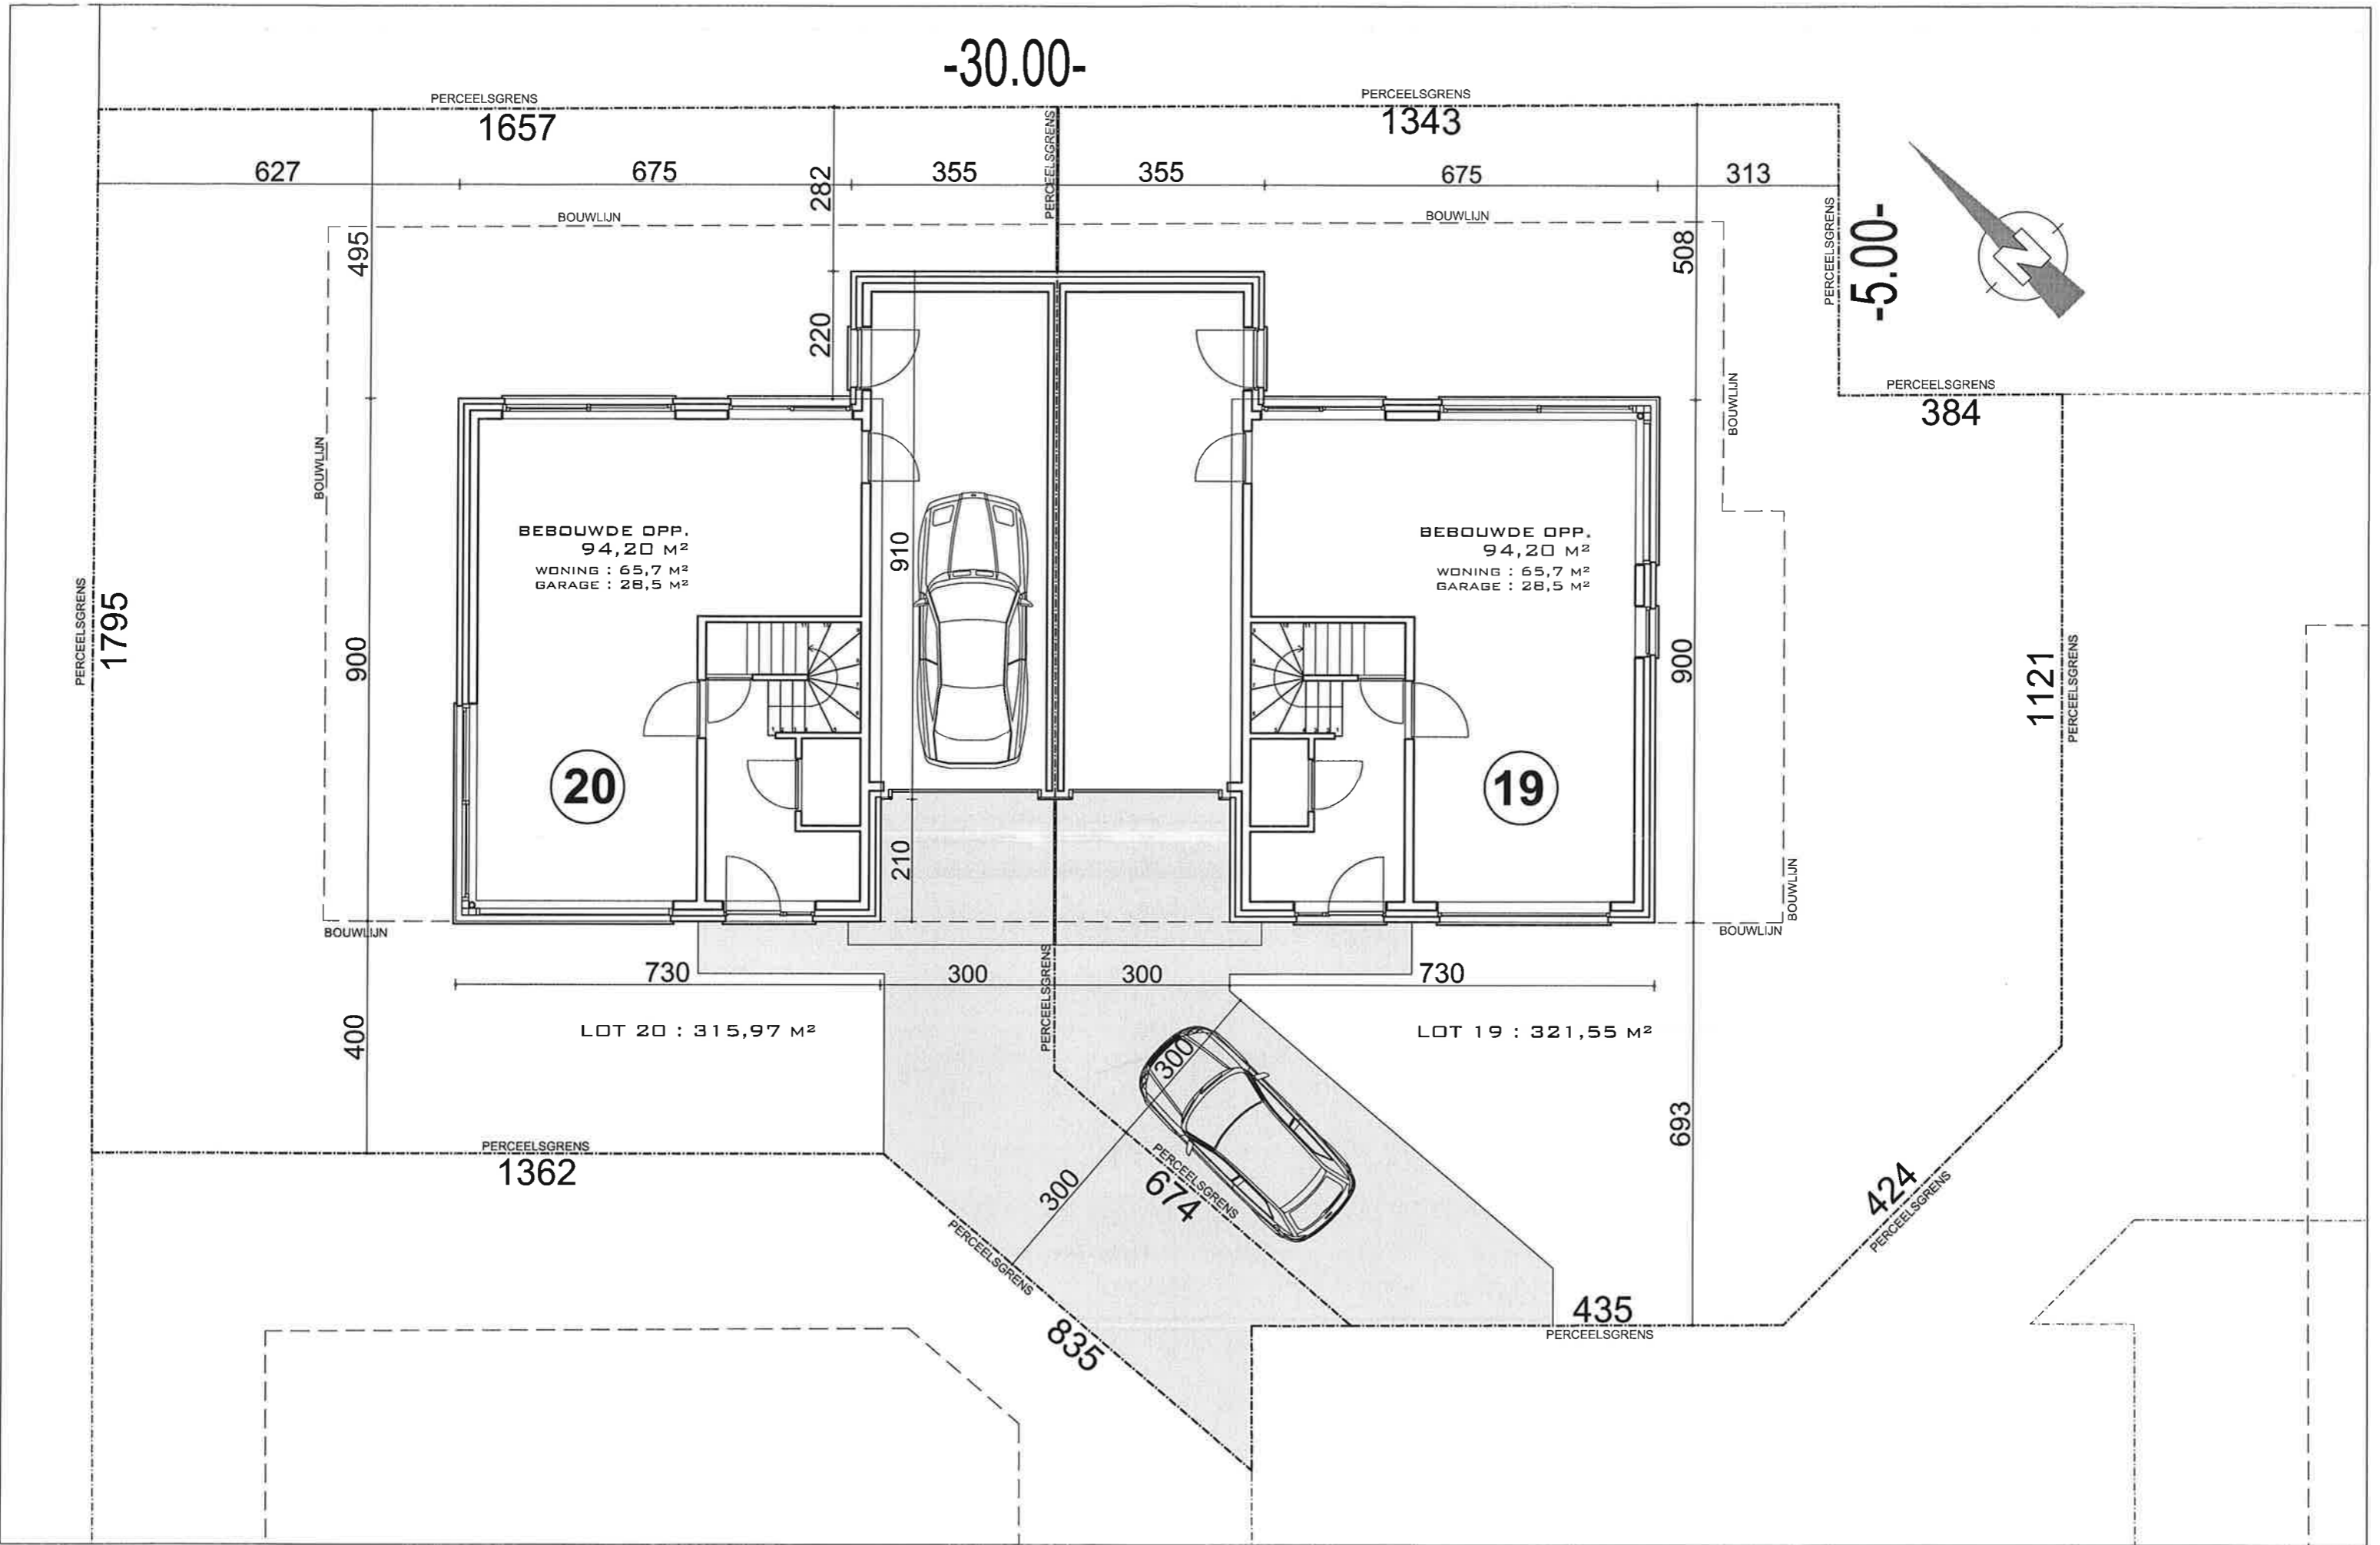 -30.00-
PERCEELSGRENS
PERCEELSGRENS
1657
1343
PERCEELSGRENS
627
675
282
355
355
675
313
PERCEELSGRENS
-5.00-
N
BOUWLIJN
BOUWLIJN
495
508
220
PERCEELSGRENS
384
BOUWLIJN
BOUWLIJN
BEBOUWDE OPP.
94,20 M²
WONING : 65,7 M²
GARAGE : 28,5 M²
910
BEBOUWDE OPP.
94,20 M²
WONING : 65,7 M²
GARAGE : 28,5 M²
PERCEELSGRENS
1795
900
900
1121
PERCEELSGRENS
20
19
210
BOUWLIJN
BOUWLIJN
BOUWLIJN
730
300
PERCEELSGRENS
300
730
400
LOT 20 : 315,97 M²
LOT 19 : 321,55 M²
300
693
PERCEELSGRENS
1362
300
PERCEELSGRENS
674
424
PERCEELSGRENS
PERCEELSGRENS
835
435
PERCEELSGRENS